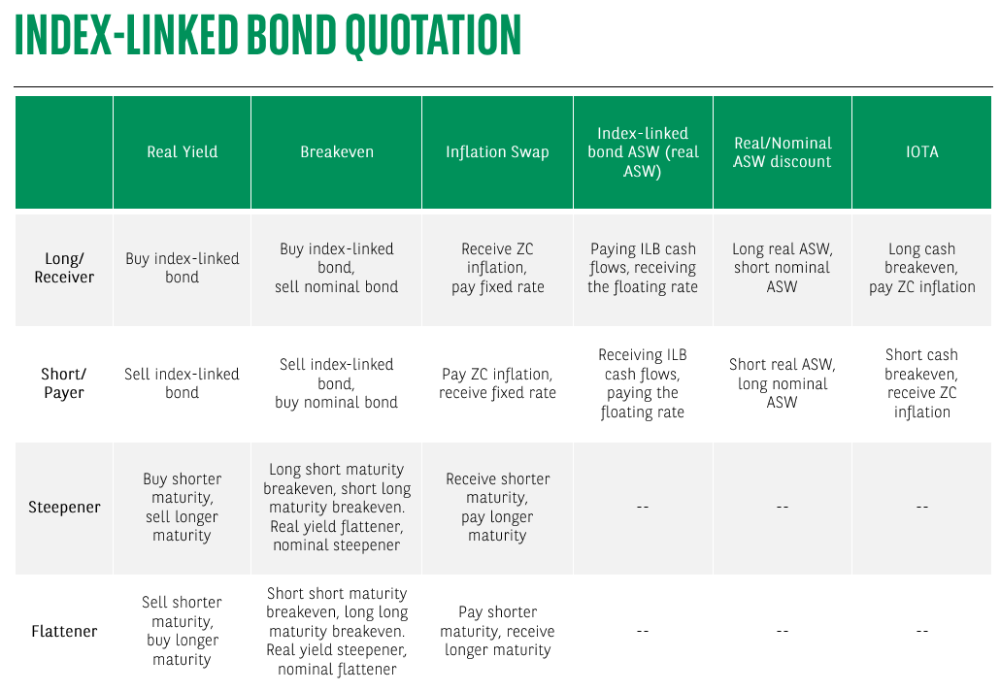 INDEX-LINKED BOND QUOTATION
Real Yield
Breakeven
Inflation Swap
Index-linked
bond ASW (real
ASW)
Real/Nominal
ASW discount
IOTA
Long/
Receiver
Buy index-linked
bond
Buy index-linked
bond,
sell nominal bond
Receive ZC
inflation,
pay fixed rate
Paying ILB cash
flows, receiving
the floating rate
Long real ASW,
short nominal
ASW
Long cash
breakeven,
pay ZC inflation
Short/
Payer
Sell index-linked
bond
Sell index-linked
bond,
buy nominal bond
Pay ZC inflation,
receive fixed rate
Receiving ILB
cash flows,
paying the
floating rate
Short real ASW,
long nominal
ASW
Short cash
breakeven,
receive ZC
inflation
Steepener
Buy shorter
maturity,
sell longer
maturity
Long short maturity
breakeven, short long
maturity breakeven.
Real yield flattener,
nominal steepener
Receive shorter
maturity,
pay longer
maturity
--
--
--
Flattener
Sell shorter
maturity,
buy longer
maturity
Short short maturity
breakeven, long long
maturity breakeven.
Real yield steepener,
nominal flattener
Pay shorter
maturity, receive
longer maturity
--
--
--